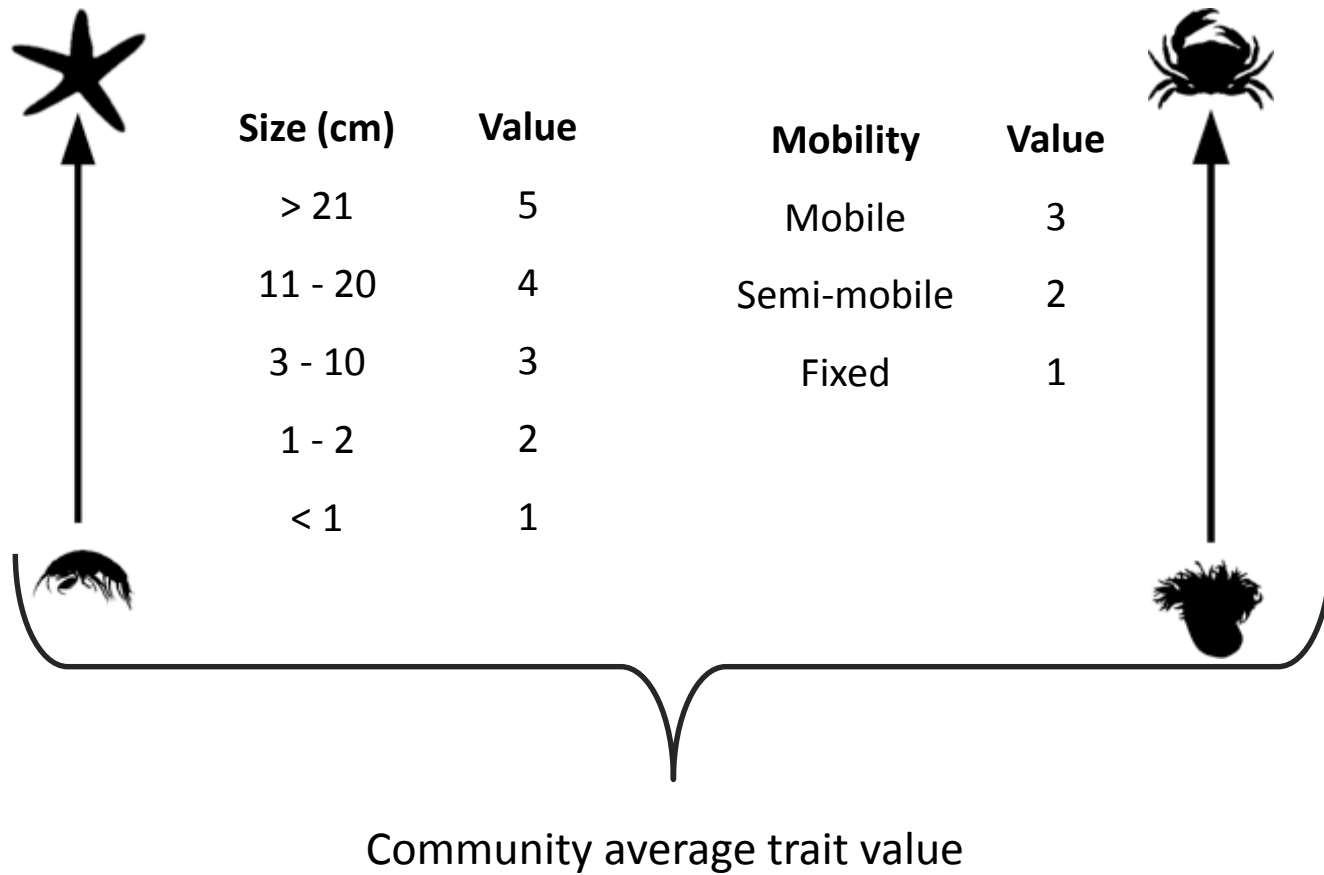 Size (cm) Value
> 21 5
11 - 20 4
3 - 10 3
1 - 2 2
< 1 1
Mobility Value
Mobile 3
Semi-mobile 2
Fixed 1
Community average trait value